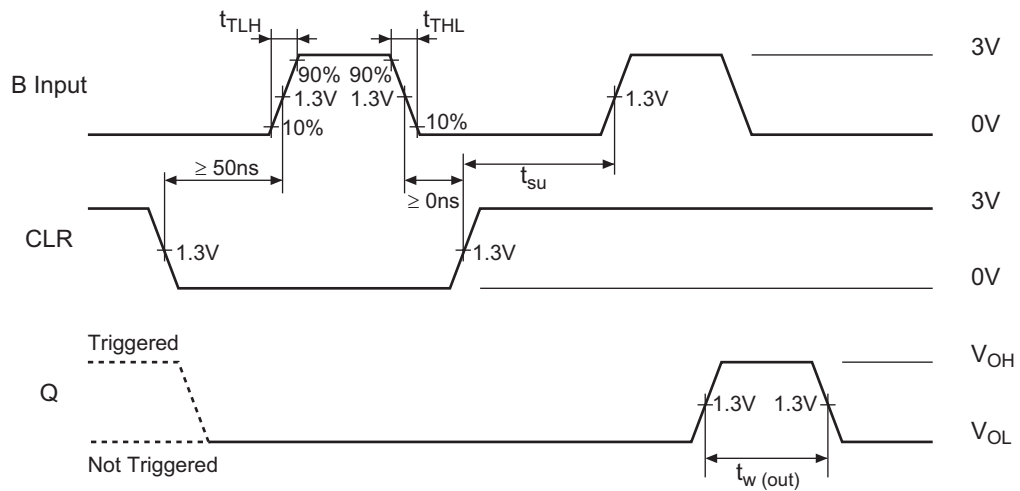 tTLH tTHL
3V
B Input
90% 90%
1.3V 1.3V 1.3V
10% 10%
0V
≥ 50ns tsu
≥ 0ns
3V
CLR
1.3V 1.3V
0V
Triggered
VOH
Q
1.3V 1.3V
VOL
Not Triggered
tw (out)